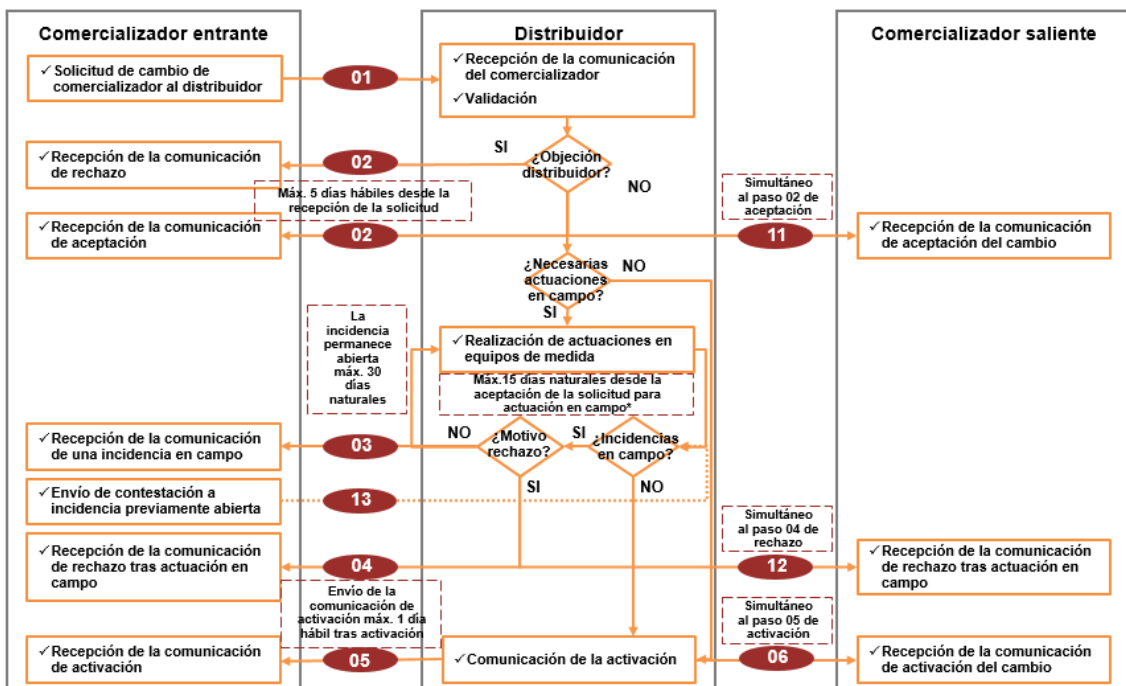 Comercializador entrante
Distribuidor
Comercializador saliente
✓Solicitud de cambio de
comercializador al distribuidor
01
✓Recepción de la comunicación
del comercializador
✓Validación
SI
¿Objeción
distribuidor?
NO
✓Recepción de la comunicación
de rechazo
02
Máx. 5 días hábiles desde la
recepción de la solicitud
Simultáneo
al paso 02 de
aceptación
✓Recepción de la comunicación
de aceptación
02
11
✓Recepción de la comunicación
de aceptación del cambio
¿Necesarias
actuaciones
en campo?
NO
SI
La
incidencia
permanece
abierta
máx. 30
días
naturales
✓Realización de actuaciones en
equipos de medida
Máx.15 días naturales desde la
aceptación de la solicitud para
actuación en campo*
✓Recepción de la comunicación
de una incidencia en campo
03
NO
¿Motivo
rechazo?
SI
¿Incidencias
en campo?
SI
NO
✓Envío de contestación a
incidencia previamente abierta
13
Simultáneo
al paso 04 de
rechazo
✓Recepción de la comunicación
de rechazo tras actuación en
campo
04
12
✓Recepción de la comunicación
de rechazo tras actuación en
campo
Envío de la
comunicación de
activación máx. 1 día
hábil tras activación
Simultáneo
al paso 05 de
activación
✓Recepción de la comunicación
de activación
05
✓Comunicación de la activación
06
✓Recepción de la comunicación
de activación del cambio